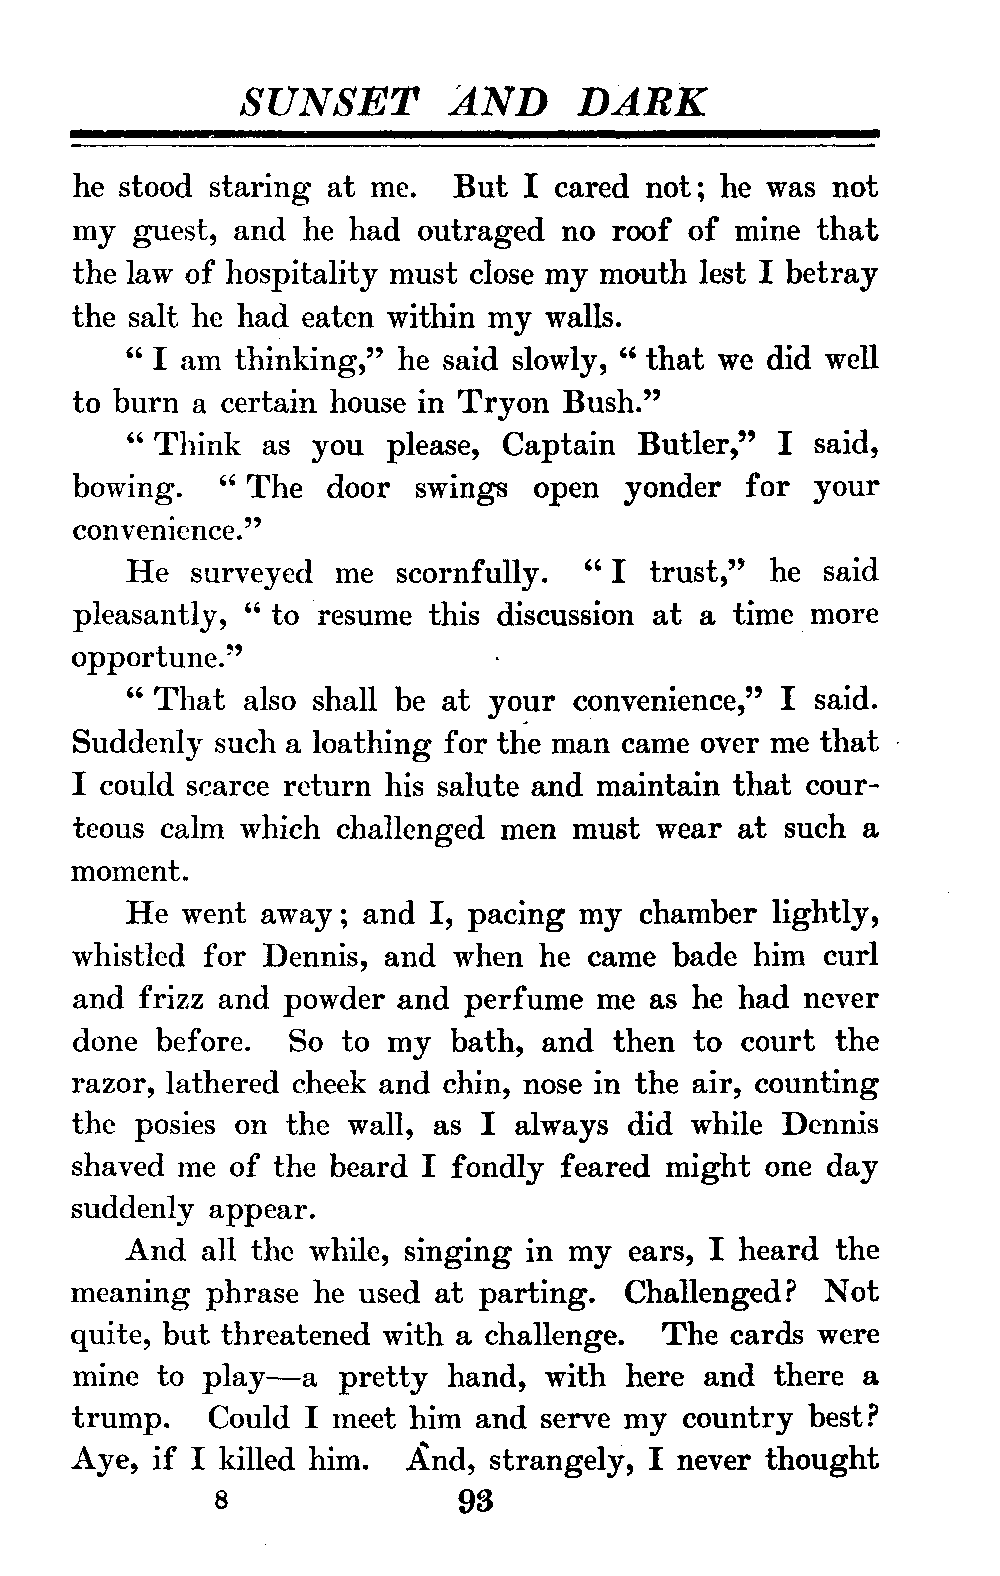 SUNSET AND DARK
he stood staring at me. But I cared not; he was not
my guest, and he had outraged no roof of mine that
the law of hospitality must close my mouth lest I betray
the salt he had eaten within my walls.
“ I am thinking,” he said slowly, “ that we did well
to burn a certain house in Tryon Bush.”
“ Think as you please, Captain Butler,” I said,
bowing. “ The door swings open yonder for your
convenience.”
He surveyed me scornfully. “ I trust,” he said
pleasantly, “ to resume this discussion at a time more
opportune.”
“ That also shall be at your convenience,” I said.
Suddenly such a loathing for the man came over me that
I could scarce return his salute and maintain that cour-
teous calm which challenged men must wear at such a
moment.
He went away; and I, pacing my chamber lightly,
whistled for Dennis, and when he came bade him curl
and frizz and powder and perfume me as he had never
done before. So to my bath, and then to court the
razor, lathered cheek and chin, nose in the air, counting
the posies on the wall, as I always did while Dennis
shaved me of the beard I fondly feared might one day
suddenly appear.
And all the while, singing in my ears, I heard the
meaning phrase he used at parting. Challenged? Not
quite, but threatened with a challenge. The cards were
mine to play—a pretty hand, with here and there a
trump. Could I meet him and serve my country best?
Aye, if I killed him. And, strangely, I never thought
8 93